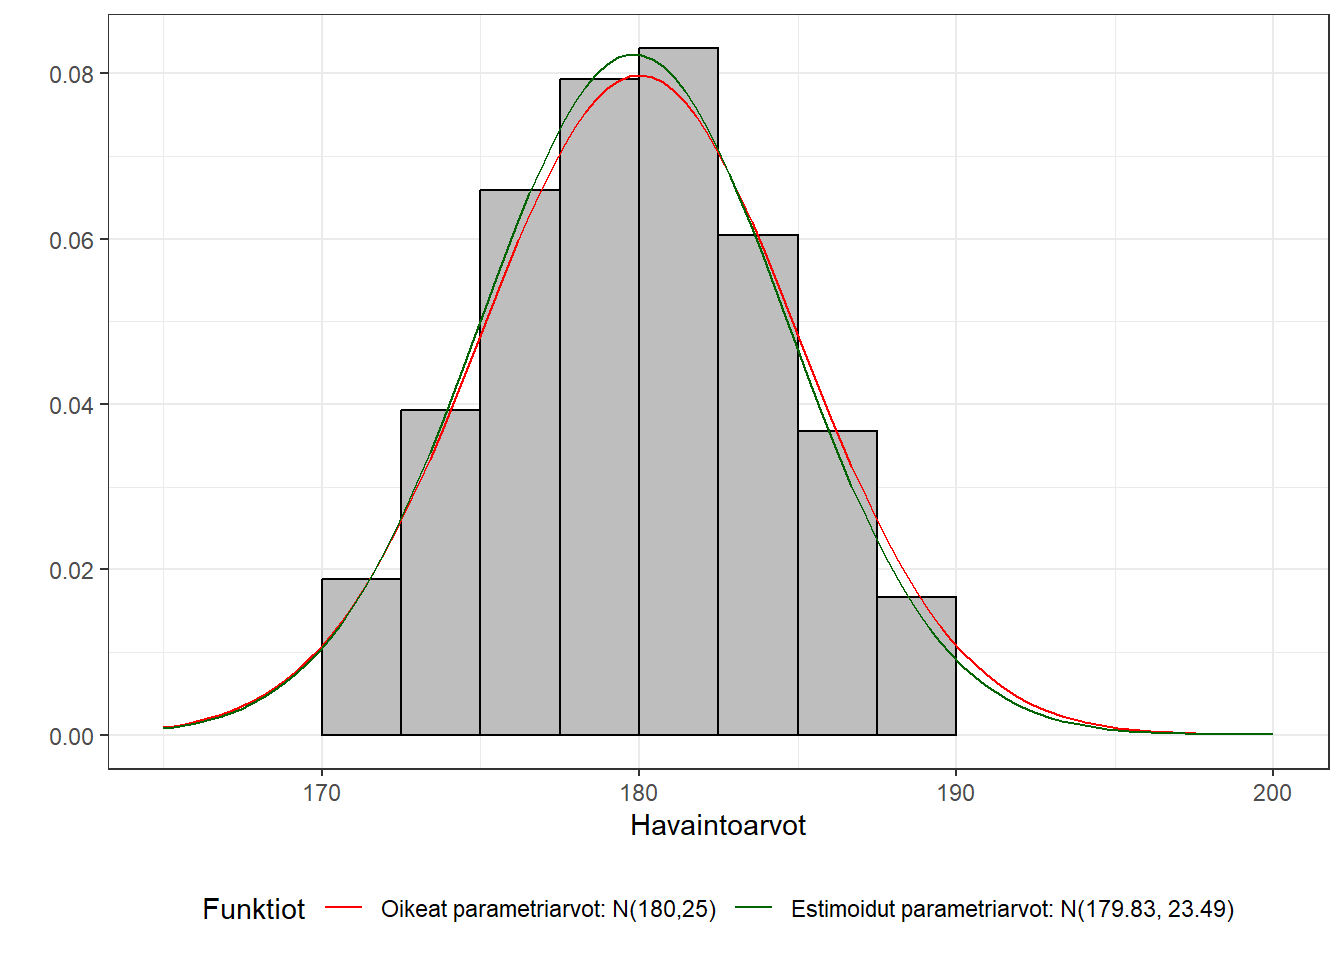 0.08
0.06
0.04
0.02
0.00
170 180 190 200
Havaintoarvot
Funktiot Oikeat parametriarvot: N(180,25) Estimoidut parametriarvot: N(179.83, 23.49)